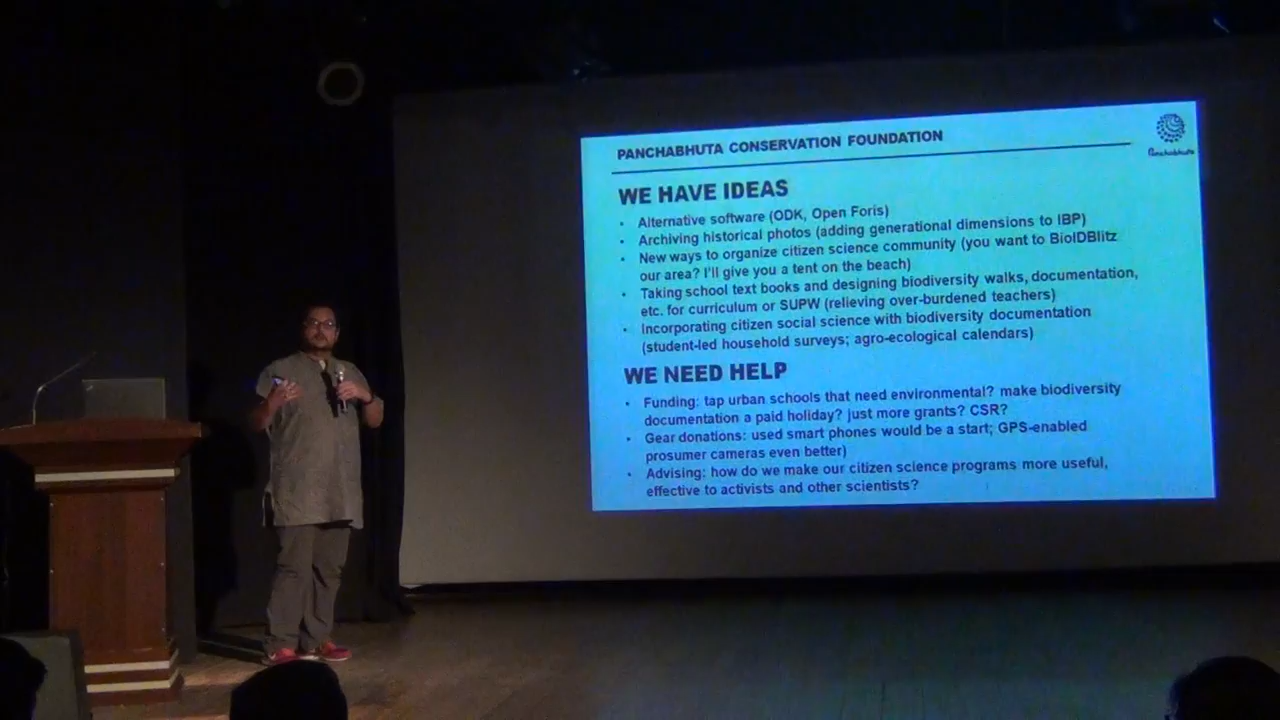 PANCHABHUTA CONSERVATION FOUNDATION
Panchabhuta
WE HAVE IDEAS
• Alternative software (ODK, Open Foris)
• Archiving historical photos (adding generational dimensions to IBP)
• New ways to organize citizen science community (you want to BioIDBlitz
our area? I'll give you a tent on the beach)
• Taking school text books and designing biodiversity walks, documentation,
etc. for curriculum or SUPW (relieving over-burdened teachers)
• Incorporating citizen social science with biodiversity documentation
(student-led household surveys; agro-ecological calendars)
WE NEED HELP
• Funding: tap urban schools that need environmental? make biodiversity
documentation a paid holiday? just more grants? CSR?
• Gear donations: used smart phones would be a start; GPS-enabled
prosumer cameras even better)
• Advising: how do we make our citizen science programs more useful,
effective to activists and other scientists?